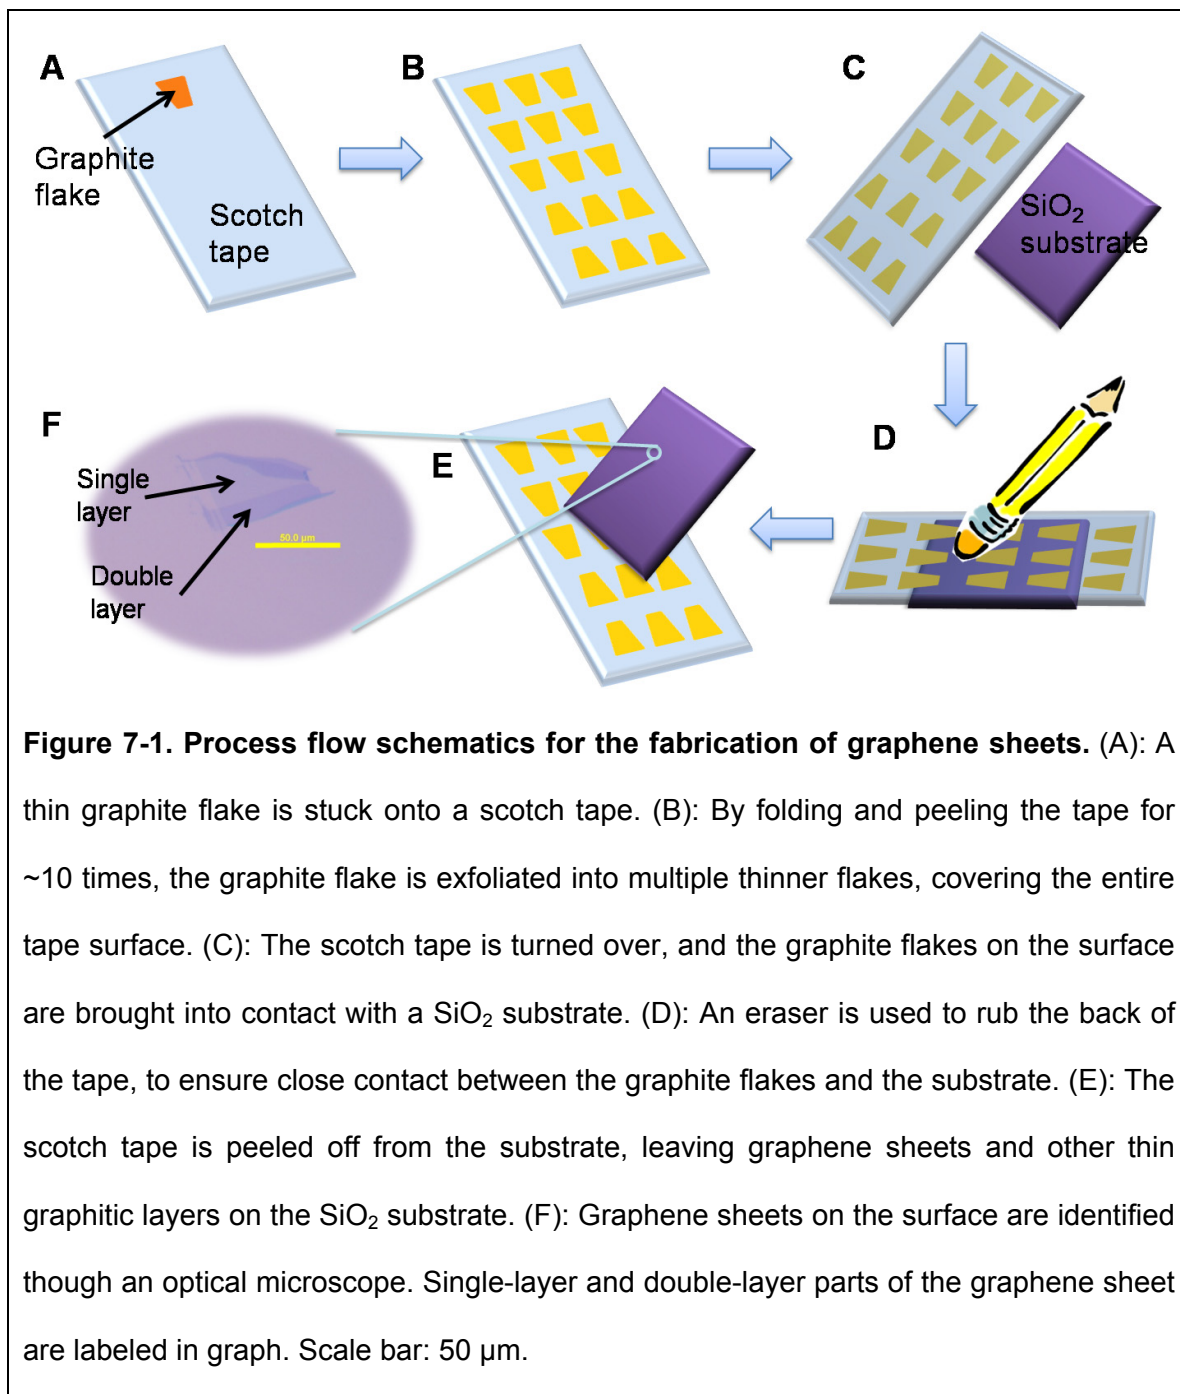 A
Graphite
flake
Scotch
tape
B
C
SiO₂
substrate
D
E
F
Single
layer
Double
layer
50.0 µm
Figure 7-1. Process flow schematics for the fabrication of graphene sheets. (A): A
thin graphite flake is stuck onto a scotch tape. (B): By folding and peeling the tape for
~10 times, the graphite flake is exfoliated into multiple thinner flakes, covering the entire
tape surface. (C): The scotch tape is turned over, and the graphite flakes on the surface
are brought into contact with a SiO₂ substrate. (D): An eraser is used to rub the back of
the tape, to ensure close contact between the graphite flakes and the substrate. (E): The
scotch tape is peeled off from the substrate, leaving graphene sheets and other thin
graphitic layers on the SiO₂ substrate. (F): Graphene sheets on the surface are identified
though an optical microscope. Single-layer and double-layer parts of the graphene sheet
are labeled in graph. Scale bar: 50 µm.